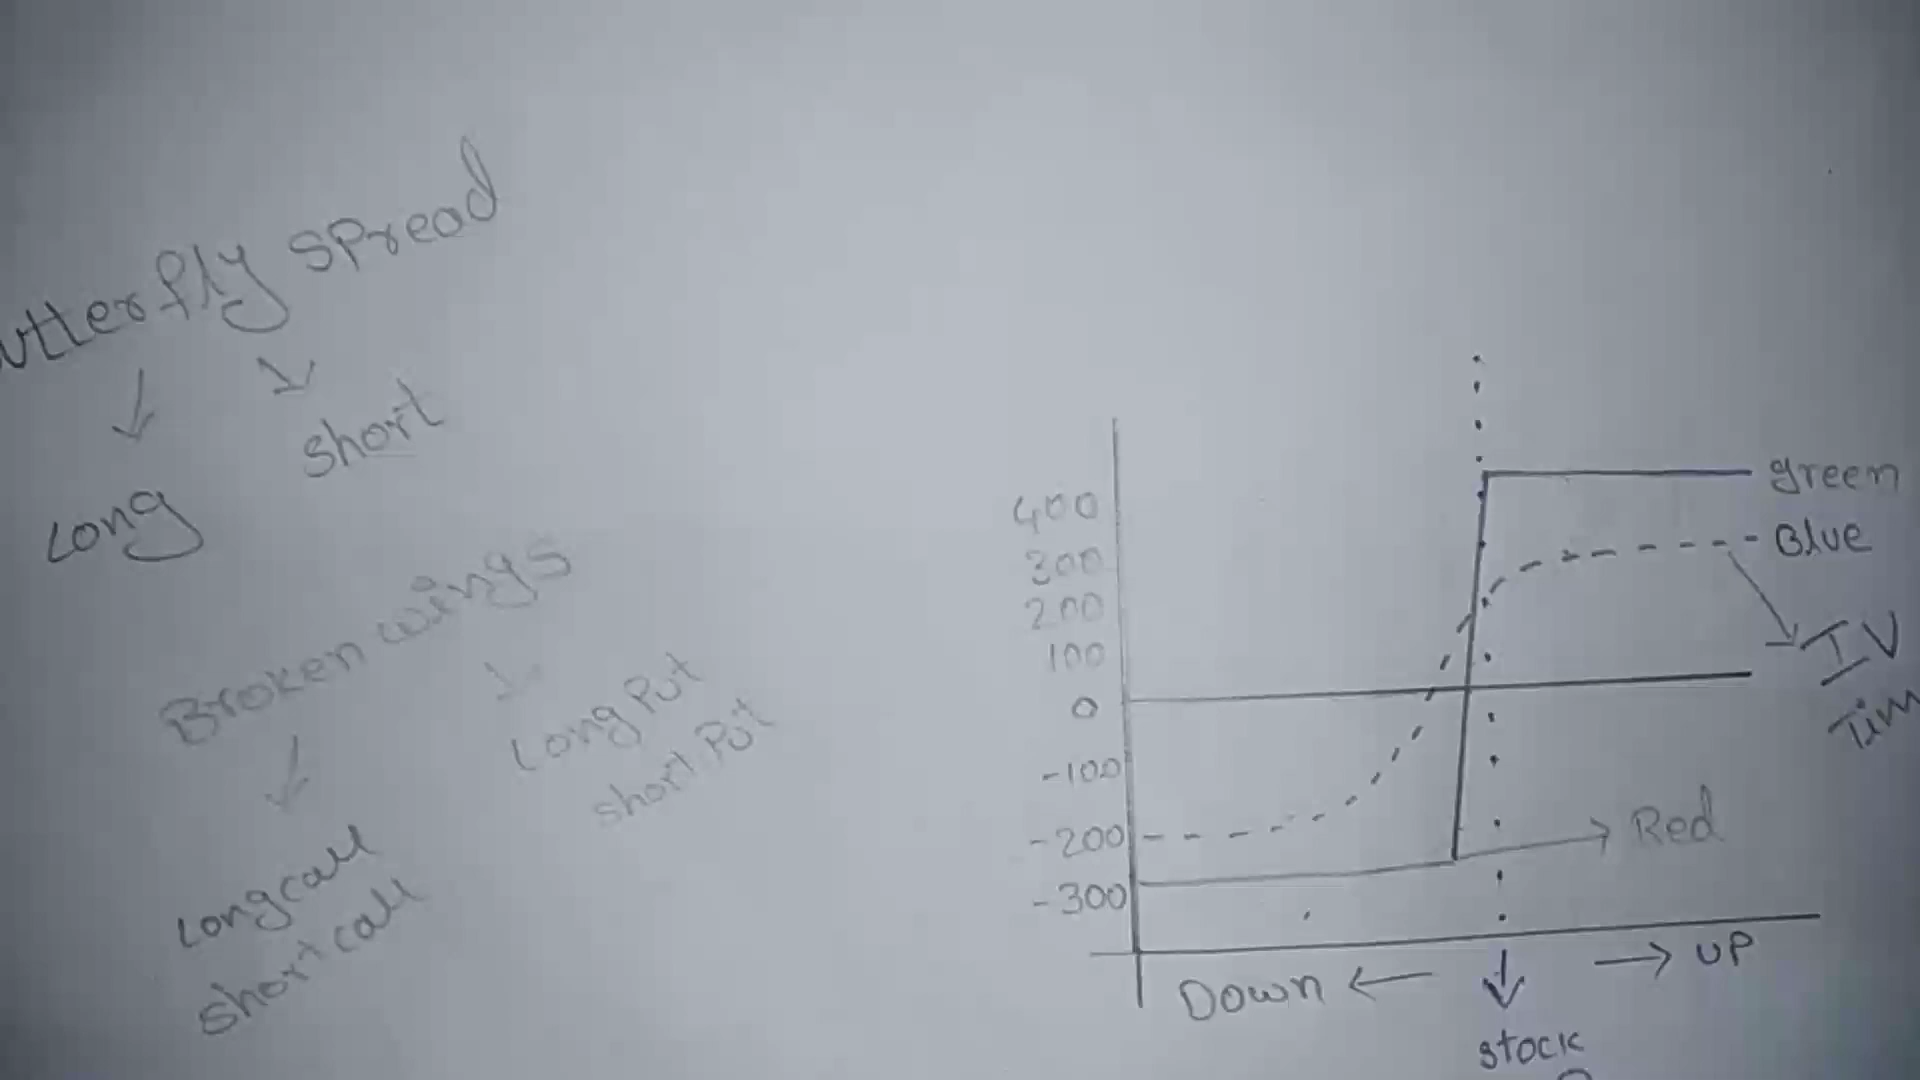 utterfly spread
Long
short
Broken wings
Long call
short call
Long Put
short Put
400
300
200
100
0
-100
-200
-300
green
Blue
IV
Tim
Red
Down
UP
stock